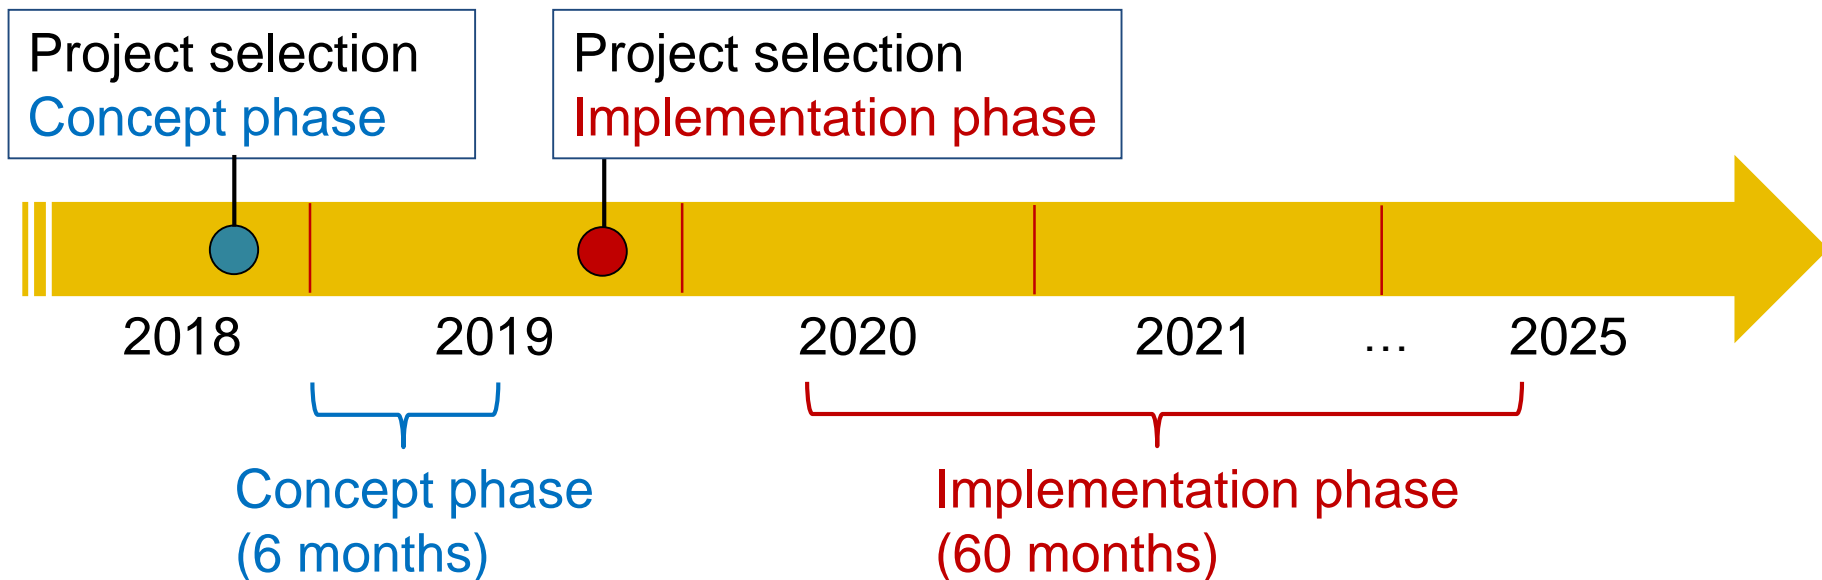 Project selection
Concept phase
Project selection
Implementation phase
2018
2019
2020
2021
...
2025
Concept phase
(6 months)
Implementation phase
(60 months)